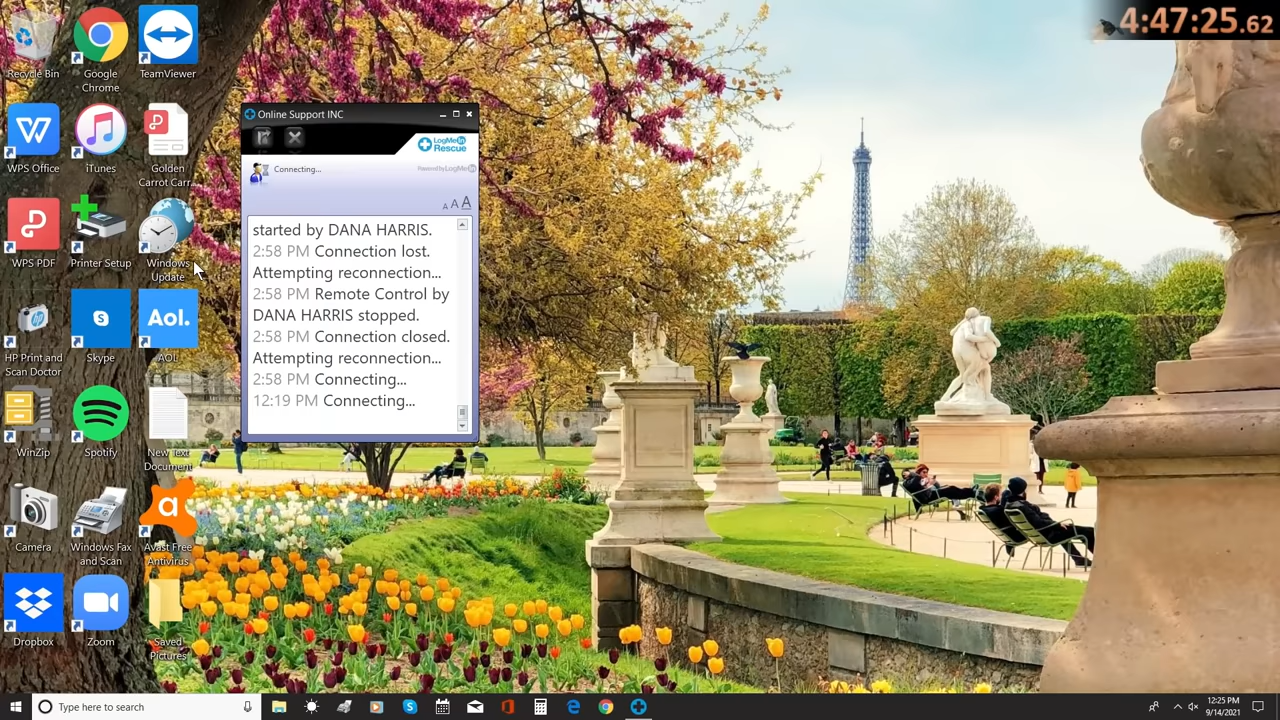 4:47:25.62
Recycle Bin
Google
Chrome
TeamViewer
WPS Office
iTunes
Golden
Carrot Carr...
WPS PDF
Printer Setup
Windows
Update
HP Print and
Scan Doctor
Skype
Aol.
AOL
WinZip
Spotify
New Text
Document
Camera
Windows Fax
and Scan
Avast Free
Antivirus
Dropbox
Zoom
Saved
Pictures
Online Support INC
LogMeIn
Rescue
Connecting...
Powered by LogMeIn
A A A
started by DANA HARRIS.
2:58 PM Connection lost.
Attempting reconnection...
2:58 PM Remote Control by
DANA HARRIS stopped.
2:58 PM Connection closed.
Attempting reconnection...
2:58 PM Connecting...
12:19 PM Connecting...
Type here to search
12:25 PM
9/14/2021